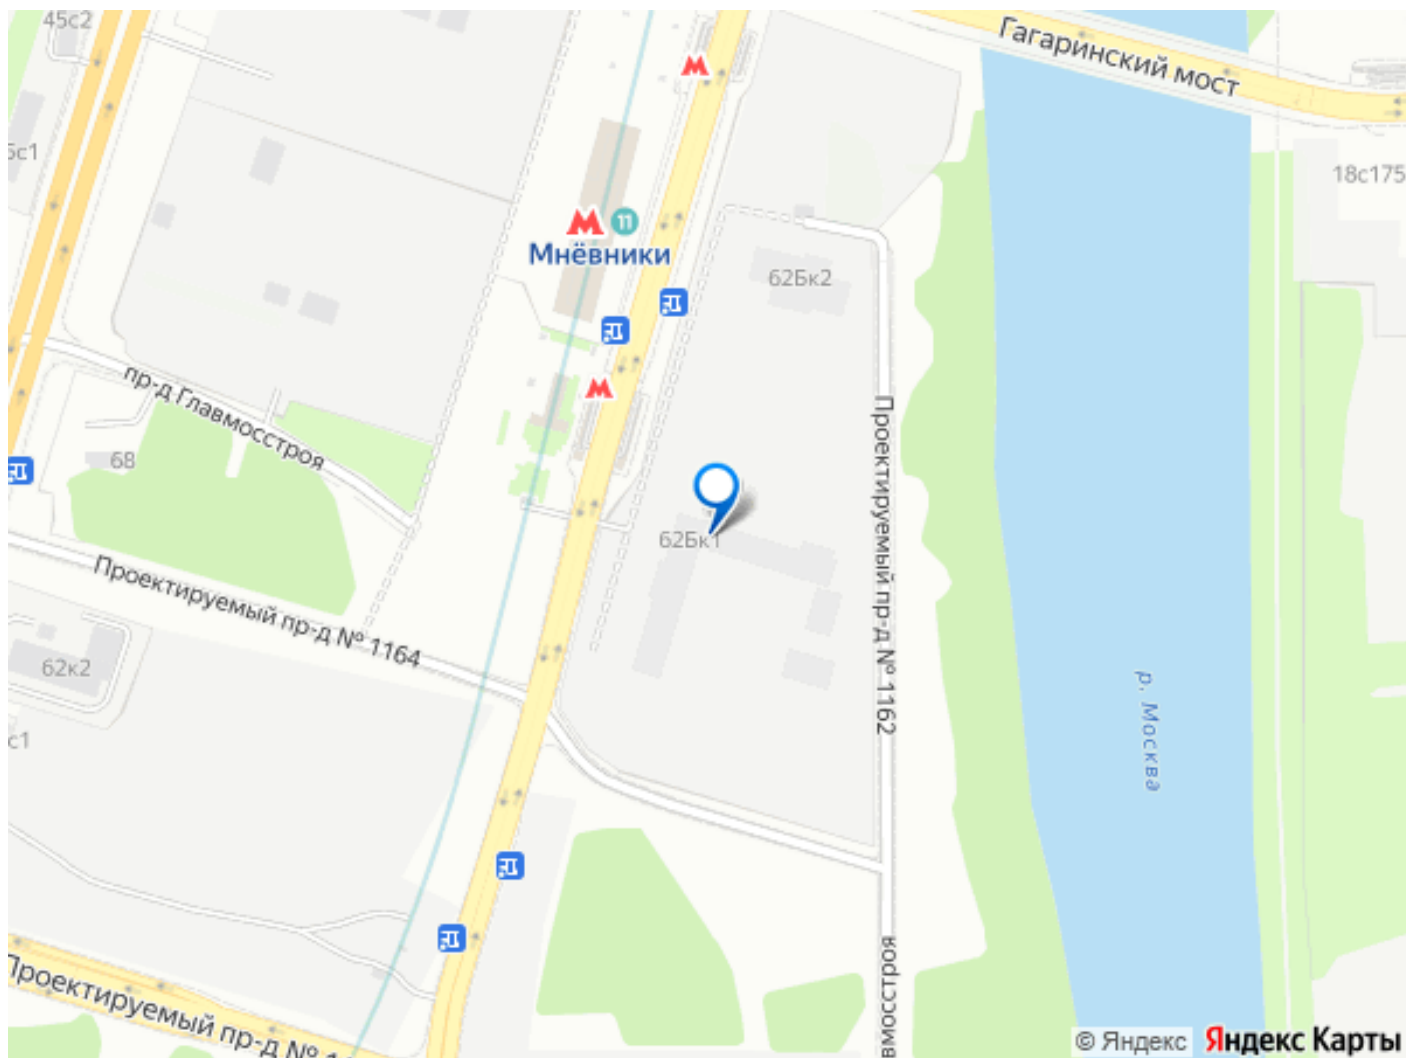 45с2
Гагаринский мост
5с1
18с175
11
Мнёвники
62Бк2
пр-д Главмосстроя
68
Проектируемый пр-д № 1162
62Бк1
Проектируемый пр-д № 1164
62к2
с1
р. Москва
Проектируемый пр-д №
© Яндекс Яндекс Карты